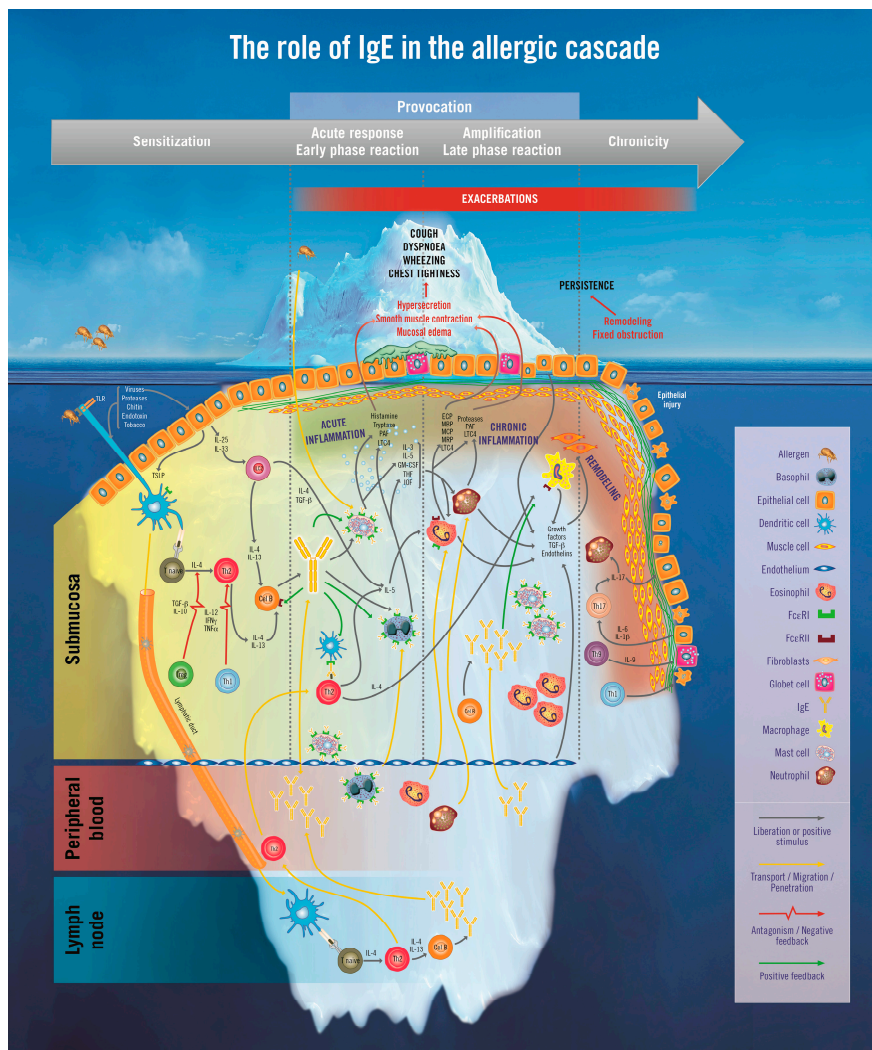 The role of IgE in the allergic cascade
Provocation
Sensitization
Acute response
Early phase reaction
Amplification
Late phase reaction
Chronicity
EXACERBATIONS
COUGH
DYSPNOEA
WHEEZING
CHEST TIGHTNESS
PERSISTENCE
Hypersecretion
Smooth muscle contraction
Mucosal edema
Remodeling
Fixed obstruction
TLR
Viruses
Proteases
Chitin
Endotoxin
Tobacco
Epithelial
injury
IL-25
IL-33
TSLP
ACUTE
INFLAMMATION
Histamine
Tryptase
PAF
LTC4
IL-3
IL-5
GM-CSF
ECP
MBP
MCP
MRP
LTC4
Proteases
PAF
LTC4
CHRONIC
INFLAMMATION
REMODELING
IL-4
TGF-β
IL-4
IL-13
T naive
IL-4
Th2
Cel B
TGF-β
IL-10
IL-12
IFNγ
TNFα
IL-4
IL-13
Treg
Th1
IL-5
Th2
IL-4
Growth
factors
TGF-β
Endothelins
IL-17
Th17
IL-6
IL-1β
Th9
IL-9
Th1
Cel B
Submucosa
Lymphatic duct
Peripheral
blood
Th2
Lymph
node
T naive
IL-4
Th2
IL-4
IL-13
Cel B
Allergen
Basophil
Epithelial cell
Dendritic cell
Muscle cell
Endothelium
Eosinophil
FcεRI
FcεRII
Fibroblasts
Globet cell
IgE
Macrophage
Mast cell
Neutrophil
Liberation or positive
stimulus
Transport / Migration /
Penetration
Antagonism / Negative
feedback
Positive feedback